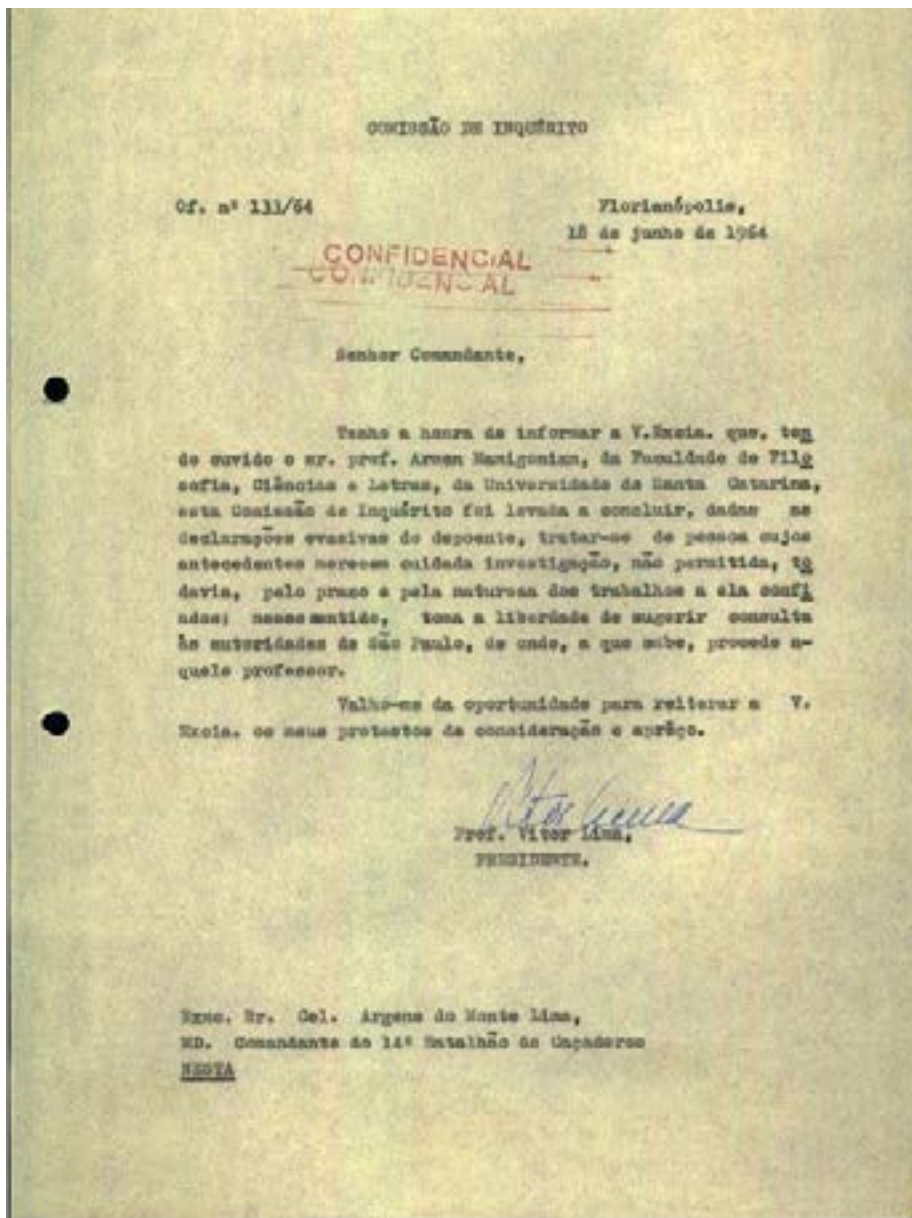 COMISSÃO DE INQUÉRITO
Of. nº 131/64
Florianópolis,
18 de junho de 1964
CONFIDENCIAL
CONFIDENCIAL
Senhor Comandante,
Tenho a honra de informar a V.Excia. que, ten
do ouvido o sr. prof. Armen Mamigonian, da Faculdade de Filo
sofia, Ciências e Letras, da Universidade de Santa Catarina,
esta Comissão de Inquérito foi levada a concluir, dadas as
declarações evasivas do depoente, tratar-se de pessoa cujos
antecedentes merecem cuidada investigação, não permitida, to
davia, pelo prazo e pela natureza dos trabalhos a ela confi
ados; nesse sentido, toma a liberdade de sugerir consulta
às autoridades de São Paulo, de onde, a que sabe, procede a-
quele professor.
Valho-me da oportunidade para reiterar a V.
Excia. os meus protestos de consideração e aprêço.
Vitor Lima
Prof. Vitor Lima,
PRESIDENTE.
Exmo. Sr. Cel. Argens do Monte Lima,
MD. Comandante do 14º Batalhão de Caçadores
NESTA